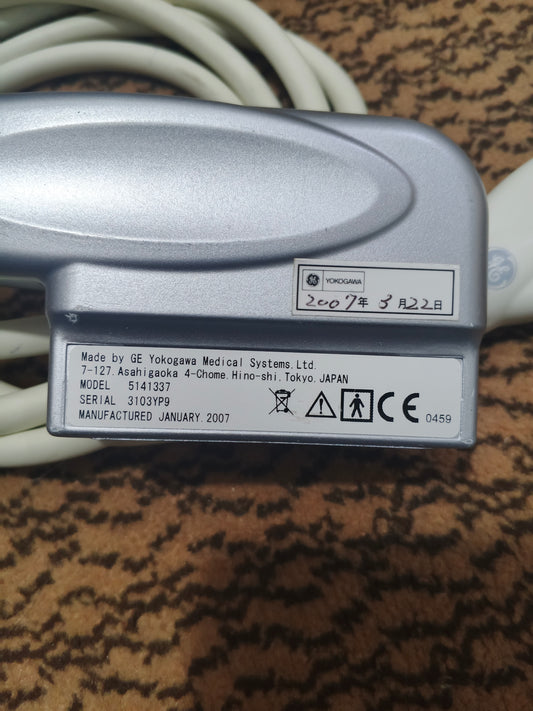 YOKOGAWA
2007年 3月22日
Made by GE Yokogawa Medical Systems, Ltd.
7-127, Asahigaoka 4-Chome, Hino-shi, Tokyo, JAPAN
MODEL 5141337
SERIAL 3103YP9
MANUFACTURED JANUARY, 2007
CE 0459